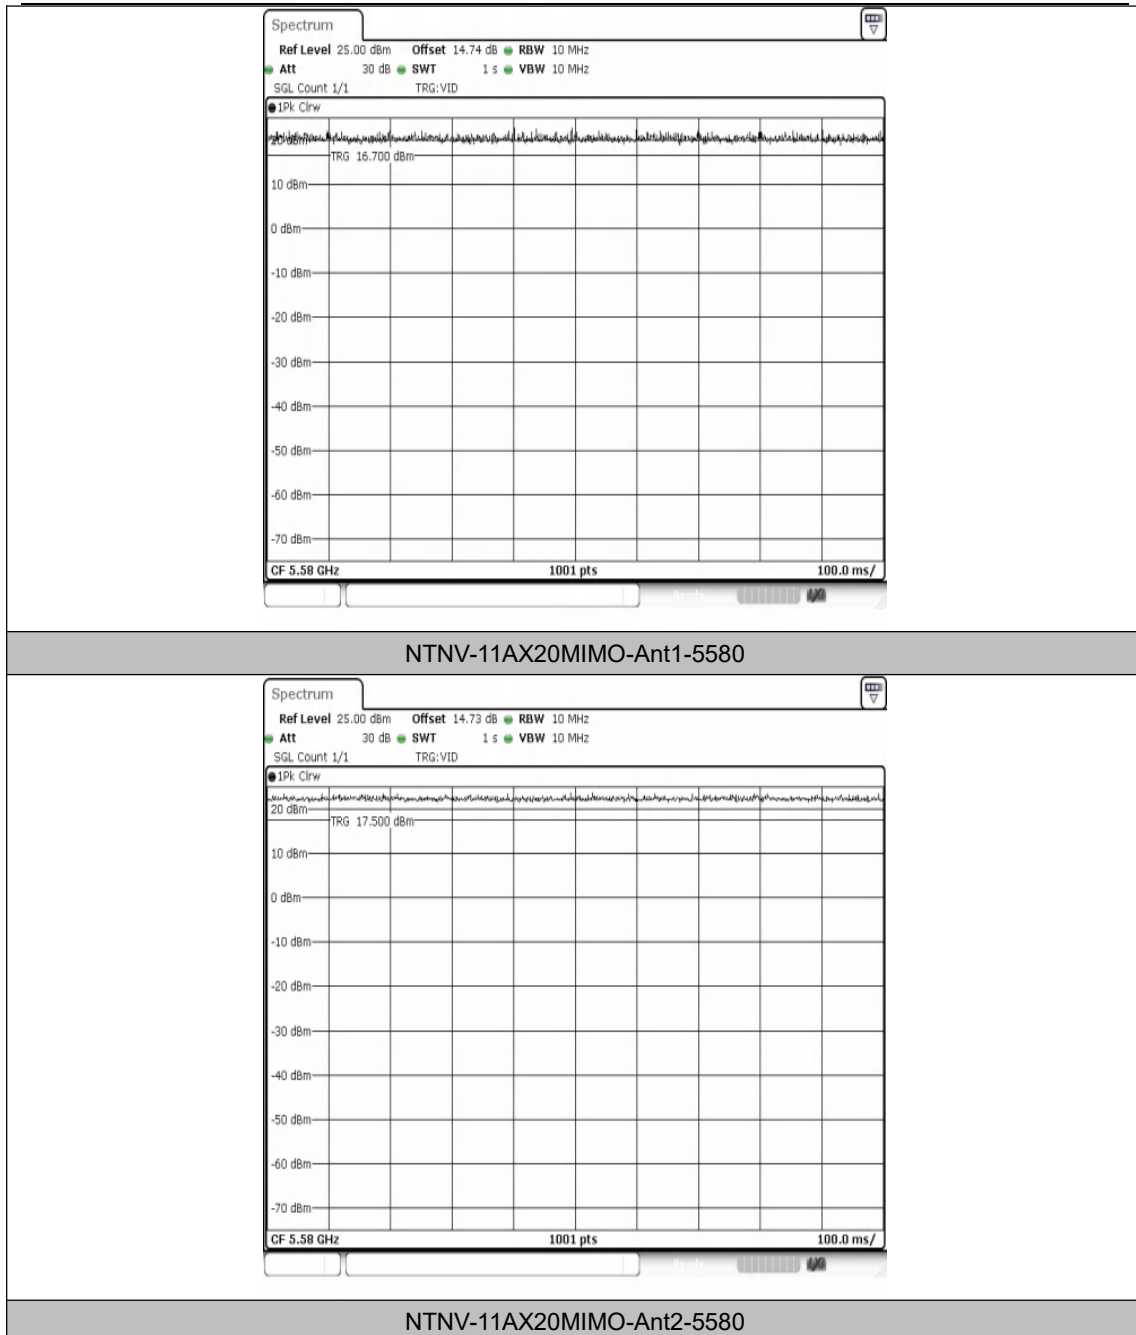 Spectrum
Ref Level 25.00 dBm Offset 14.74 dB RBW 10 MHz
Att 30 dB SWT 1 s VBW 10 MHz
SGL Count 1/1 TRG:VID
1Pk Clrw
20 dBm
TRG 16.700 dBm
10 dBm
0 dBm
-10 dBm
-20 dBm
-30 dBm
-40 dBm
-50 dBm
-60 dBm
-70 dBm
CF 5.58 GHz 1001 pts 100.0 ms/
Ready
NTNV-11AX20MIMO-Ant1-5580
Spectrum
Ref Level 25.00 dBm Offset 14.73 dB RBW 10 MHz
Att 30 dB SWT 1 s VBW 10 MHz
SGL Count 1/1 TRG:VID
1Pk Clrw
20 dBm
TRG 17.500 dBm
10 dBm
0 dBm
-10 dBm
-20 dBm
-30 dBm
-40 dBm
-50 dBm
-60 dBm
-70 dBm
CF 5.58 GHz 1001 pts 100.0 ms/
Ready
NTNV-11AX20MIMO-Ant2-5580